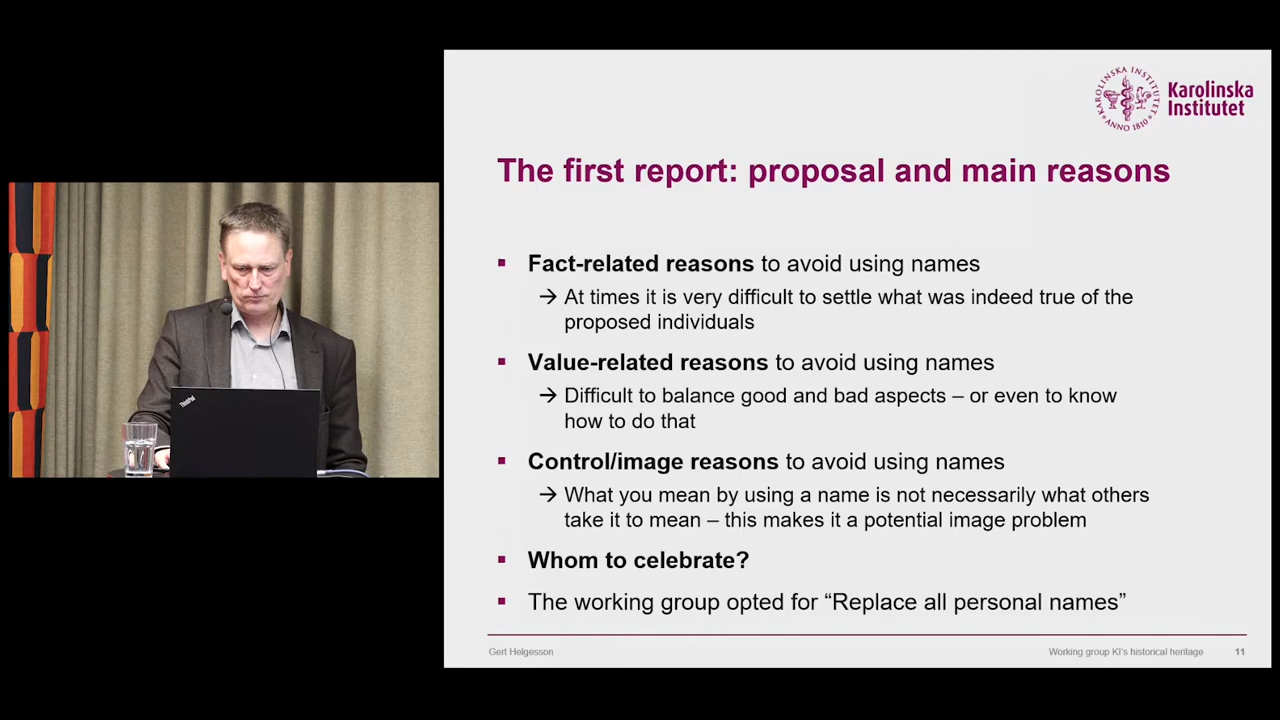 KAROLINSKA INSTITUTET
ANNO 1810
Karolinska
Institutet
The first report: proposal and main reasons
▪ Fact-related reasons to avoid using names
→ At times it is very difficult to settle what was indeed true of the
proposed individuals
▪ Value-related reasons to avoid using names
→ Difficult to balance good and bad aspects – or even to know
how to do that
▪ Control/image reasons to avoid using names
→ What you mean by using a name is not necessarily what others
take it to mean – this makes it a potential image problem
▪ Whom to celebrate?
▪ The working group opted for “Replace all personal names”
Gert Helgesson
Working group KI’s historical heritage
11
ThinkPad